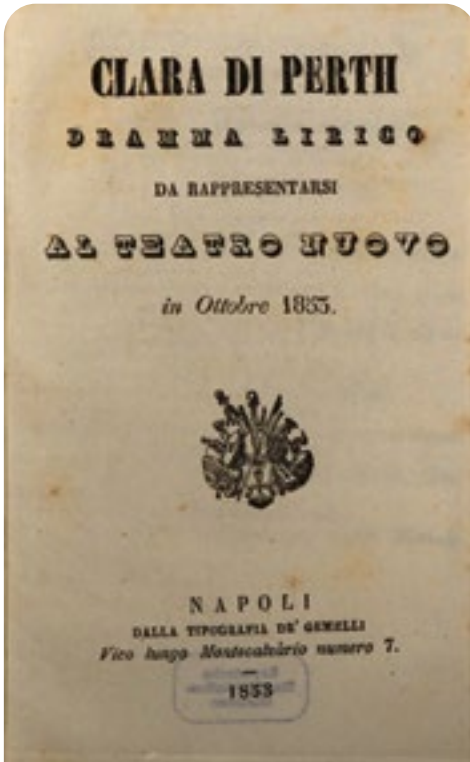 CLARA DI PERTH
DRAMMA LIRICO
DA RAPPRESENTARSI
AL TEATRO NUOVO
in Ottobre 1853.
NAPOLI
DALLA TIPOGRAFIA DE' GEMELLI
Vico lungo Montecalvario numero 7.
1853